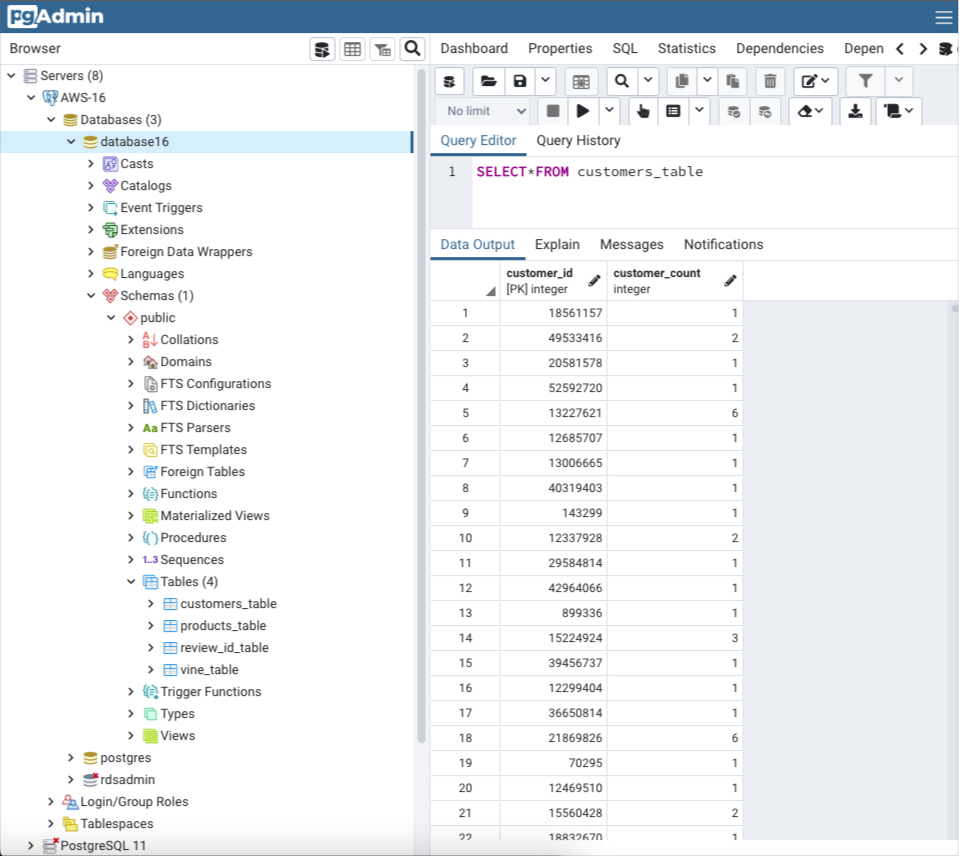 pgAdmin
Browser
Servers (8)
AWS-16
Databases (3)
database16
Casts
Catalogs
Event Triggers
Extensions
Foreign Data Wrappers
Languages
Schemas (1)
public
Collations
Domains
FTS Configurations
FTS Dictionaries
Aa FTS Parsers
FTS Templates
Foreign Tables
Functions
Materialized Views
Procedures
1..3 Sequences
Tables (4)
customers_table
products_table
review_id_table
vine_table
Trigger Functions
Types
Views
postgres
rdsadmin
Login/Group Roles
Tablespaces
PostgreSQL 11
Dashboard Properties SQL Statistics Dependencies Depen
No limit
Query Editor Query History
1 SELECT*FROM customers_table
Data Output Explain Messages Notifications
customer_id customer_count
[PK] integer integer
1 18561157 1
2 49533416 2
3 20581578 1
4 52592720 1
5 13227621 6
6 12685707 1
7 13006665 1
8 40319403 1
9 143299 1
10 12337928 2
11 29584814 1
12 42964066 1
13 899336 1
14 15224924 3
15 39456737 1
16 12299404 1
17 36650814 1
18 21869826 6
19 70295 1
20 12469510 1
21 15560428 2
22 18832670 1